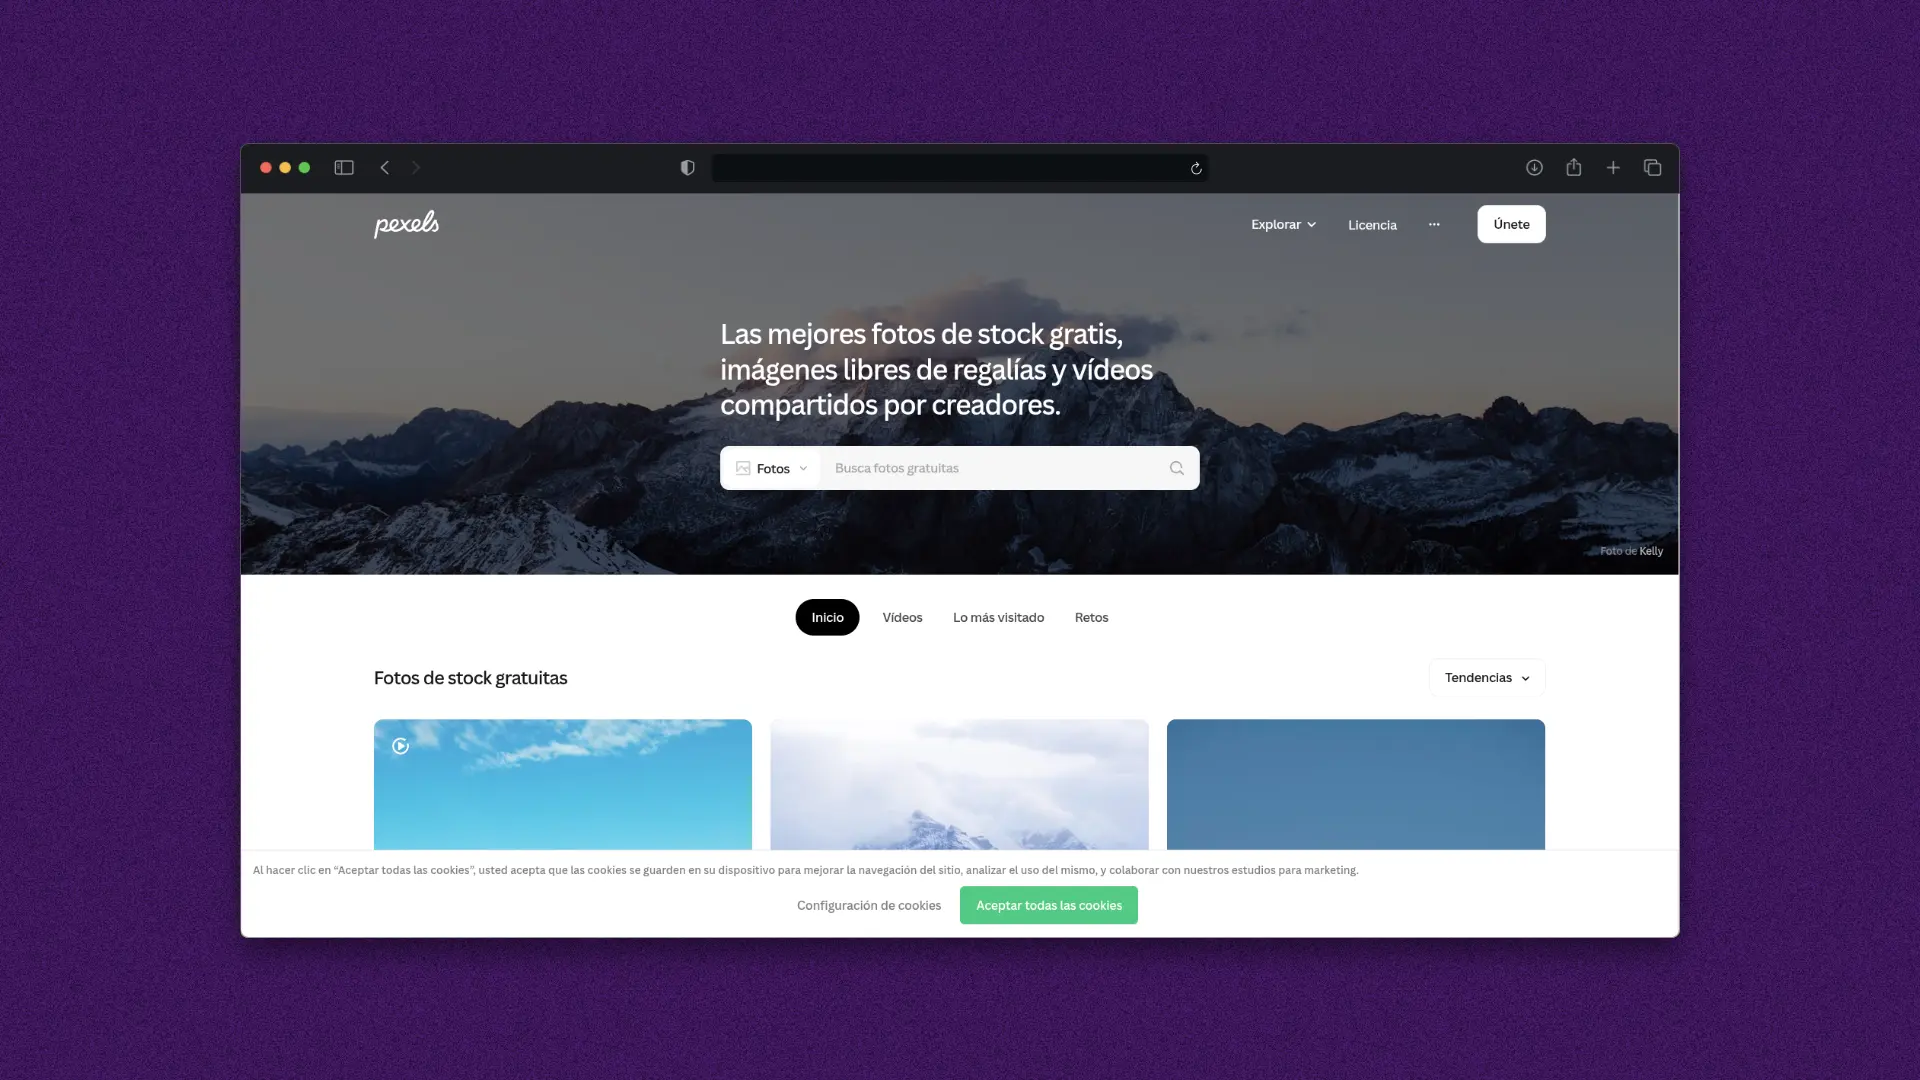 pexels
Explorar
Licencia
Únete
Las mejores fotos de stock gratis,
imágenes libres de regalías y vídeos
compartidos por creadores.
Fotos
Busca fotos gratuitas
Foto de Kelly
Inicio
Vídeos
Lo más visitado
Retos
Fotos de stock gratuitas
Tendencias
Al hacer clic en “Aceptar todas las cookies”, usted acepta que las cookies se guarden en su dispositivo para mejorar la navegación del sitio, analizar el uso del mismo, y colaborar con nuestros estudios para marketing.
Configuración de cookies
Aceptar todas las cookies